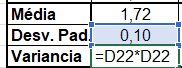 Média 1,72
Desv. Pad. 0,10
Variancia =D22*D22